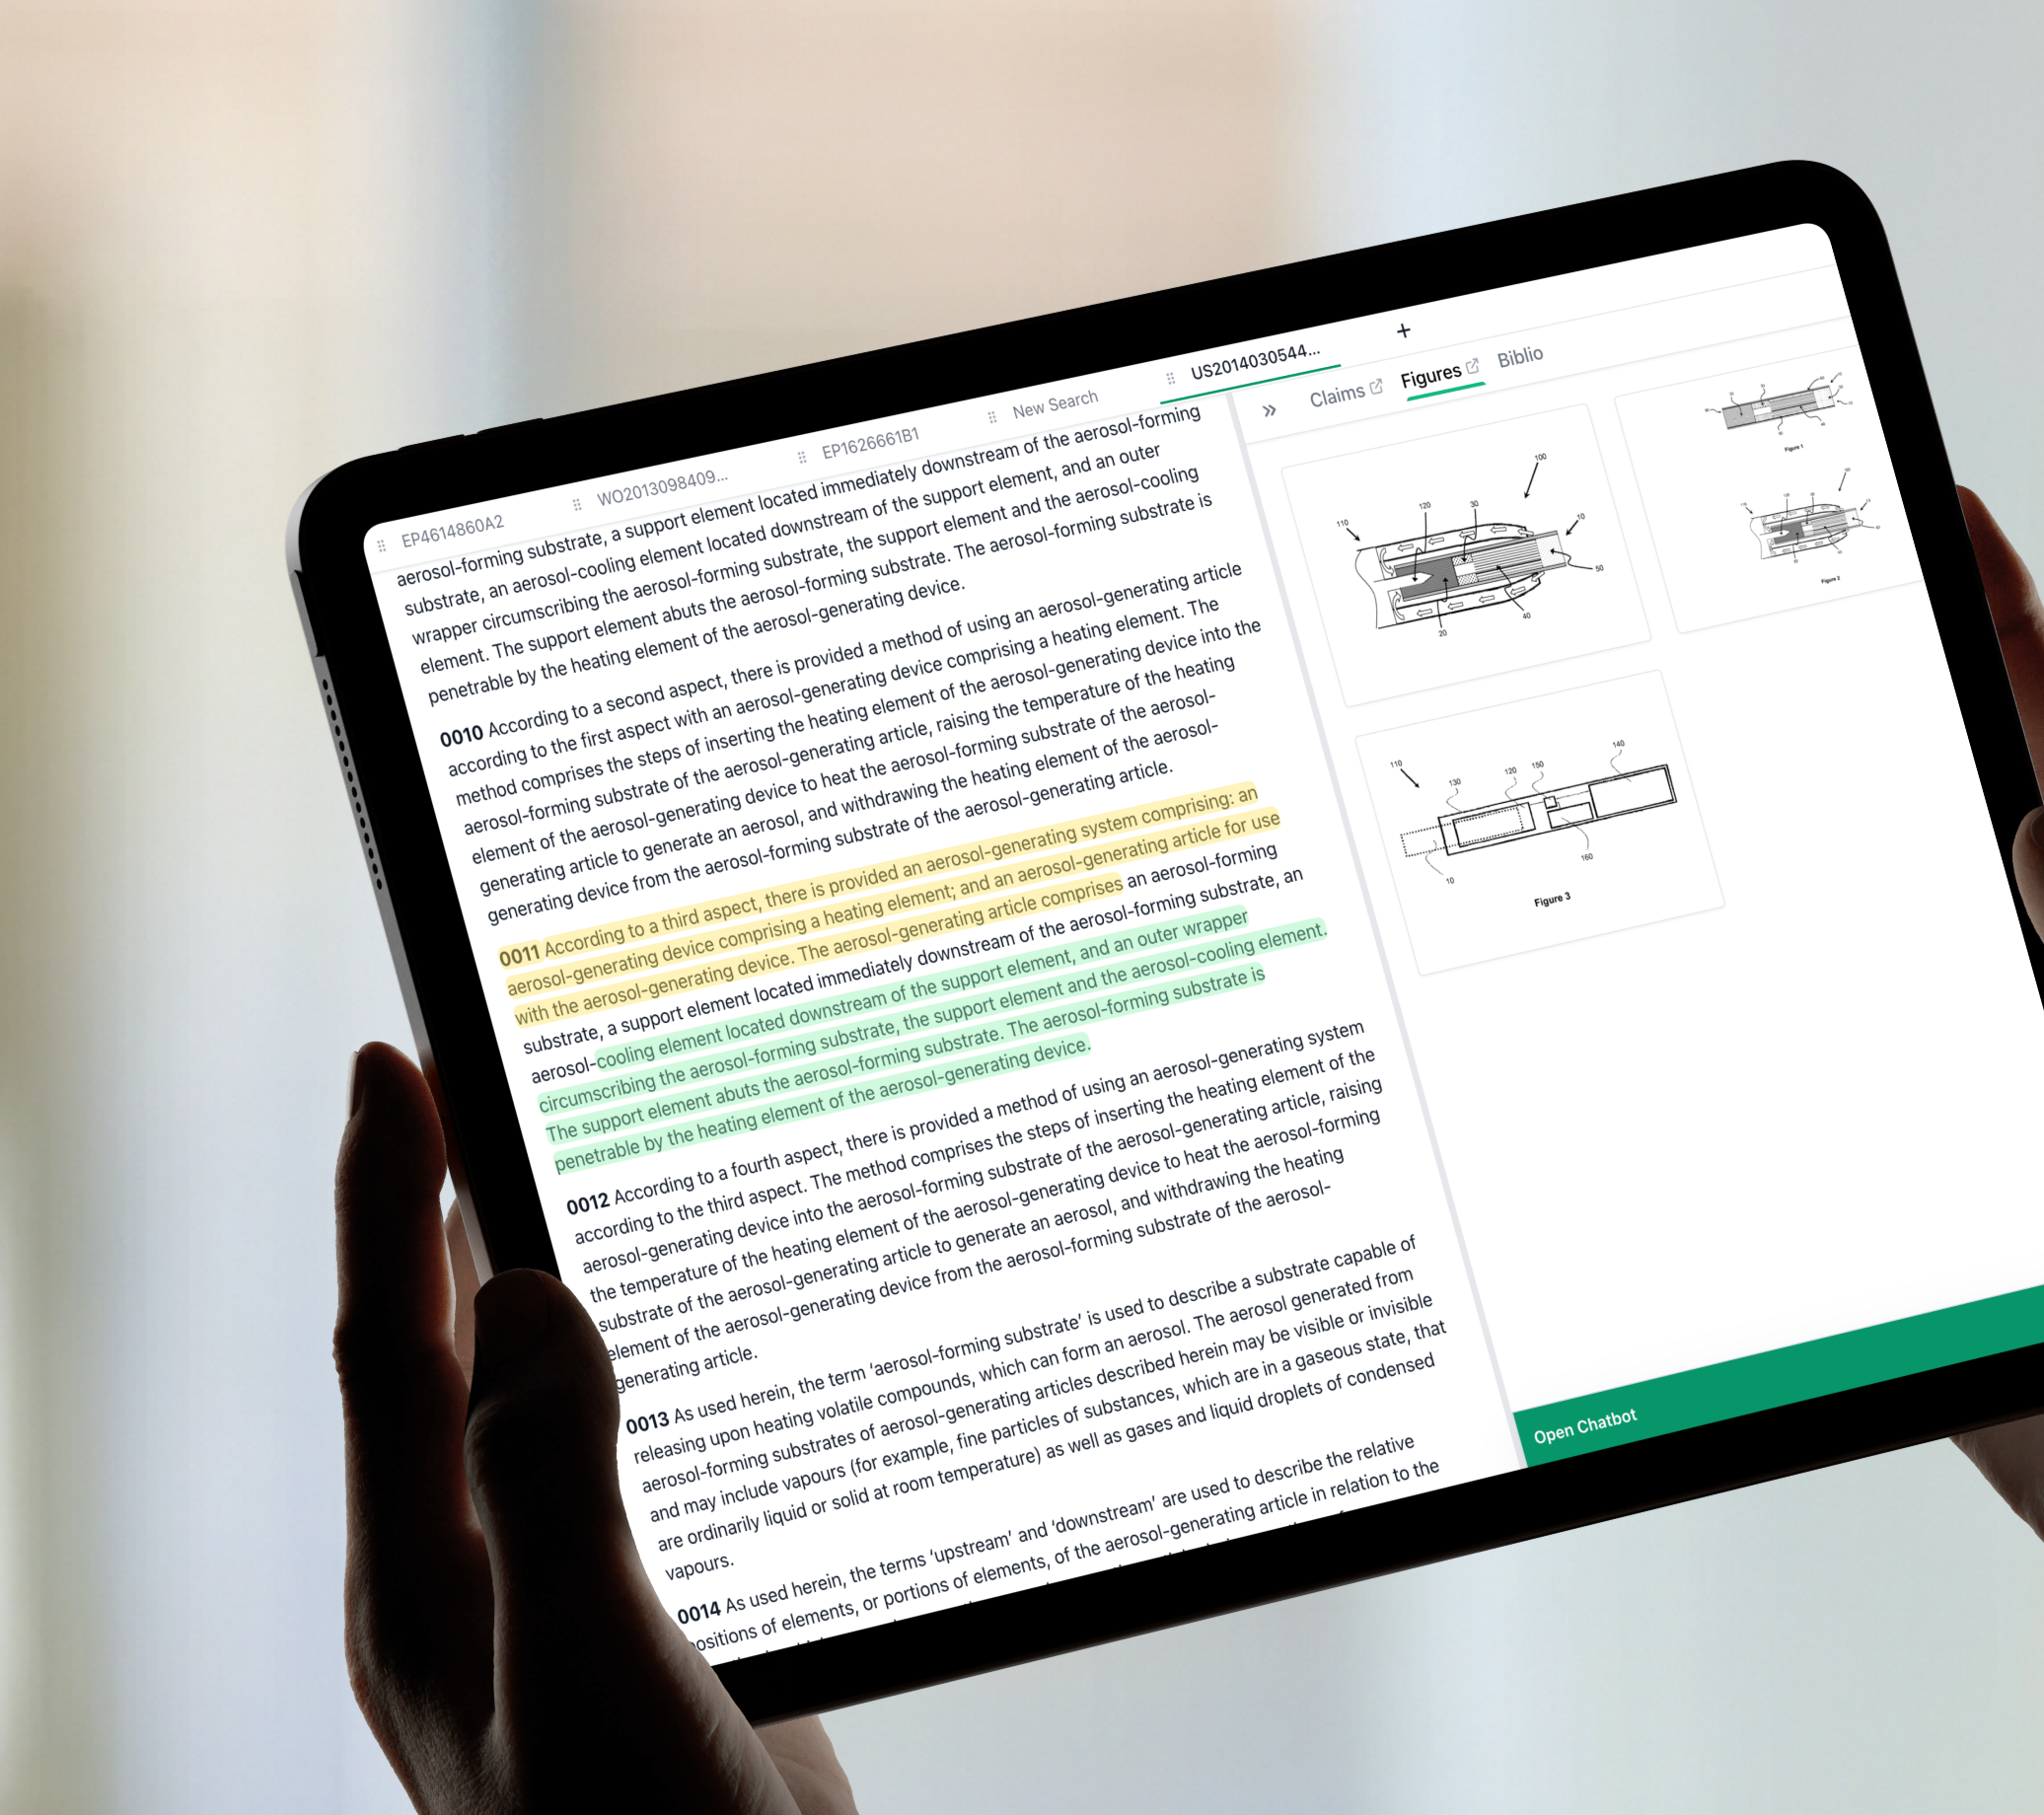 EP4614860A2
WO2013098409...
EP1626661B1
New Search
US2014030544...
+
aerosol-forming substrate, a support element located immediately downstream of the aerosol-forming
substrate, an aerosol-cooling element located downstream of the support element, and an outer
wrapper circumscribing the aerosol-forming substrate, the support element and the aerosol-cooling
element. The support element abuts the aerosol-forming substrate. The aerosol-forming substrate is
penetrable by the heating element of the aerosol-generating device.
0010 According to a second aspect, there is provided a method of using an aerosol-generating article
according to the first aspect with an aerosol-generating device comprising a heating element. The
method comprises the steps of inserting the heating element of the aerosol-generating device into the
aerosol-forming substrate of the aerosol-generating article, raising the temperature of the heating
element of the aerosol-generating device to heat the aerosol-forming substrate of the aerosol-
generating article to generate an aerosol, and withdrawing the heating element of the aerosol-
generating device from the aerosol-forming substrate of the aerosol-generating article.
0011 According to a third aspect, there is provided an aerosol-generating system comprising: an
aerosol-generating device comprising a heating element; and an aerosol-generating article for use
with the aerosol-generating device. The aerosol-generating article comprises an aerosol-forming
substrate, a support element located immediately downstream of the aerosol-forming substrate, an
aerosol-cooling element located downstream of the support element, and an outer wrapper
circumscribing the aerosol-forming substrate, the support element and the aerosol-cooling element.
The support element abuts the aerosol-forming substrate. The aerosol-forming substrate is
penetrable by the heating element of the aerosol-generating device.
0012 According to a fourth aspect, there is provided a method of using an aerosol-generating system
according to the third aspect. The method comprises the steps of inserting the heating element of the
aerosol-generating device into the aerosol-forming substrate of the aerosol-generating article, raising
the temperature of the heating element of the aerosol-generating device to heat the aerosol-forming
substrate of the aerosol-generating article to generate an aerosol, and withdrawing the heating
element of the aerosol-generating device from the aerosol-forming substrate of the aerosol-
generating article.
0013 As used herein, the term ‘aerosol-forming substrate’ is used to describe a substrate capable of
releasing upon heating volatile compounds, which can form an aerosol. The aerosol generated from
aerosol-forming substrates of aerosol-generating articles described herein may be visible or invisible
and may include vapours (for example, fine particles of substances, which are in a gaseous state, that
are ordinarily liquid or solid at room temperature) as well as gases and liquid droplets of condensed
vapours.
0014 As used herein, the terms ‘upstream’ and ‘downstream’ are used to describe the relative
positions of elements, or portions of elements, of the aerosol-generating article in relation to the
Claims
Figures
Biblio
100
110
120
30
10
50
20
40
Figure 1
Figure 2
110
130
120
150
140
10
160
Figure 3
Open Chatbot